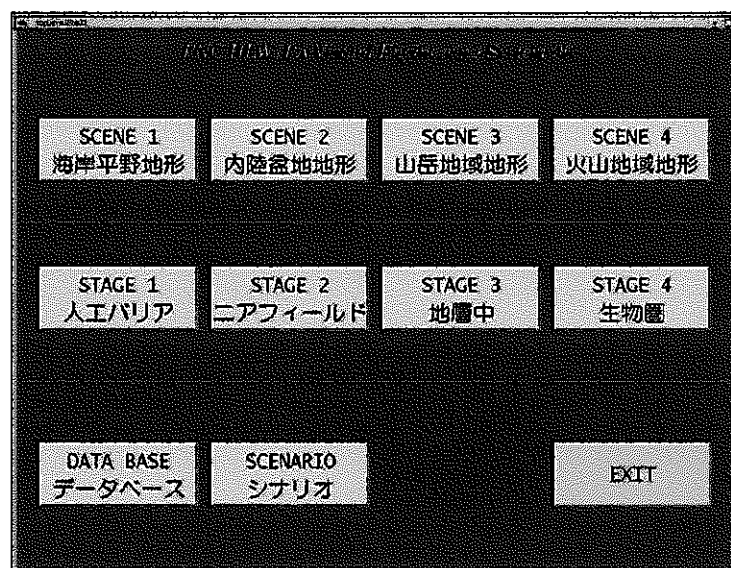 SCENE 1
海岸平野地形
SCENE 2
内陸盆地地形
SCENE 3
山岳地域地形
SCENE 4
火山地域地形
STAGE 1
人工バリア
STAGE 2
ニアフィールド
STAGE 3
地層中
STAGE 4
生物圏
DATA BASE
データベース
SCENARIO
シナリオ
EXIT